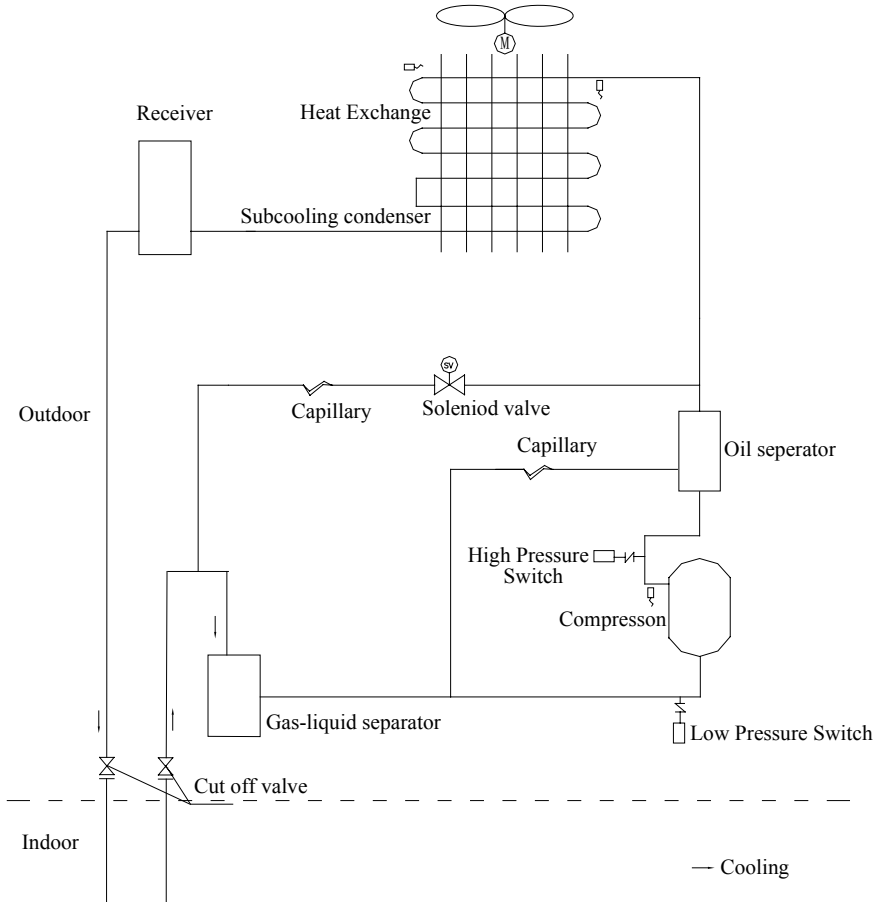 M
Receiver
Heat Exchange
Subcooling condenser
SV
Capillary
Soleniod valve
Outdoor
Capillary
Oil seperator
High Pressure
Switch
Compresson
Gas-liquid separator
Low Pressure Switch
Cut off valve
Indoor
Cooling